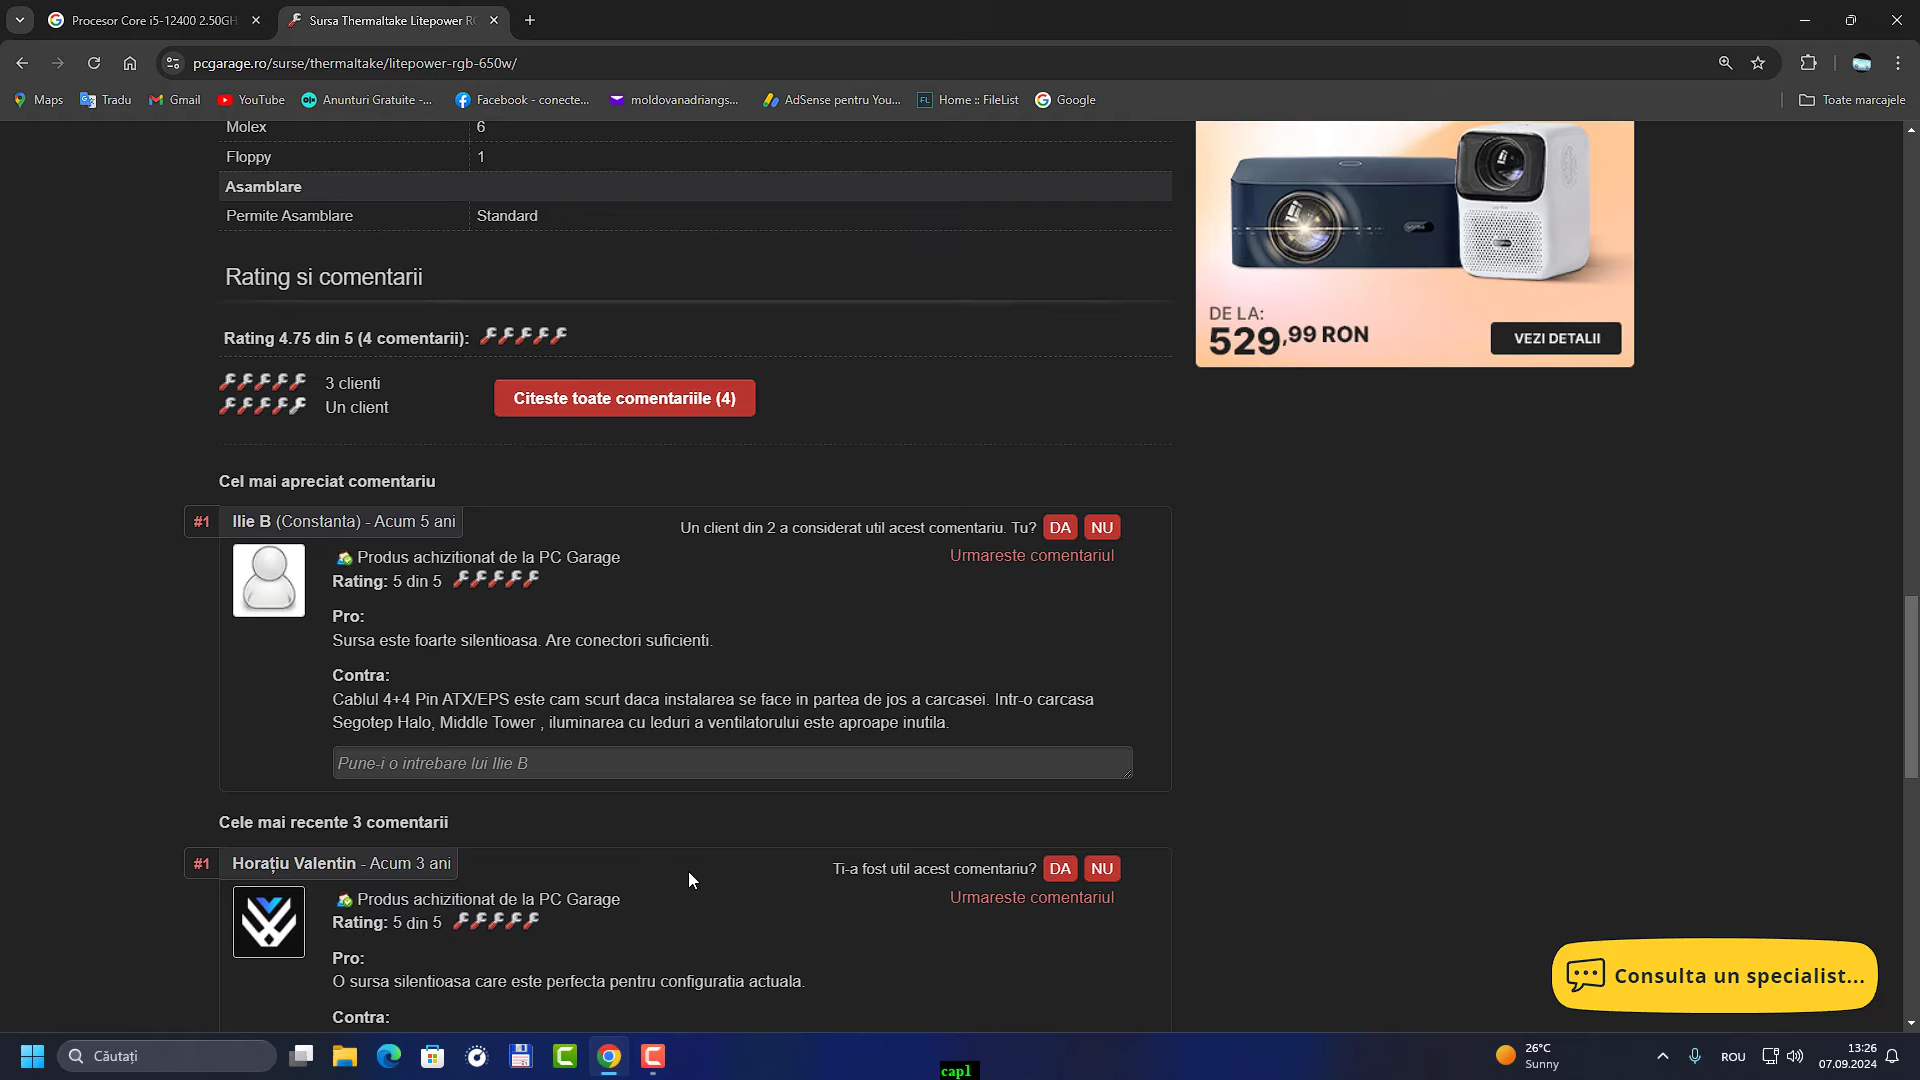 Procesor Core i5-12400 2.50GH
Sursa Thermaltake Litepower R
pcgarage.ro/surse/thermaltake/litepower-rgb-650w/
Maps
Tradu
Gmail
YouTube
Anunturi Gratuite -...
Facebook - conecte...
moldovanadriangs...
AdSense pentru You...
FL Home :: FileList
Google
Toate marcajele
Molex 6
Floppy 1
Asamblare
Permite Asamblare Standard
DE LA:
529,99 RON
VEZI DETALII
Rating si comentarii
Rating 4.75 din 5 (4 comentarii):
3 clienti
Un client
Citeste toate comentariile (4)
Cel mai apreciat comentariu
#1 Ilie B (Constanta) - Acum 5 ani
Un client din 2 a considerat util acest comentariu. Tu? DA NU
Produs achizitionat de la PC Garage
Urmareste comentariul
Rating: 5 din 5
Pro:
Sursa este foarte silentioasa. Are conectori suficienti.
Contra:
Cablul 4+4 Pin ATX/EPS este cam scurt daca instalarea se face in partea de jos a carcasei. Intr-o carcasa
Segotep Halo, Middle Tower , iluminarea cu leduri a ventilatorului este aproape inutila.
Pune-i o intrebare lui Ilie B
Cele mai recente 3 comentarii
#1 Horațiu Valentin - Acum 3 ani
Ti-a fost util acest comentariu? DA NU
Produs achizitionat de la PC Garage
Urmareste comentariul
Rating: 5 din 5
Pro:
O sursa silentioasa care este perfecta pentru configuratia actuala.
Contra:
Consulta un specialist...
Căutați
capl
26°C
Sunny
ROU
13:26
07.09.2024